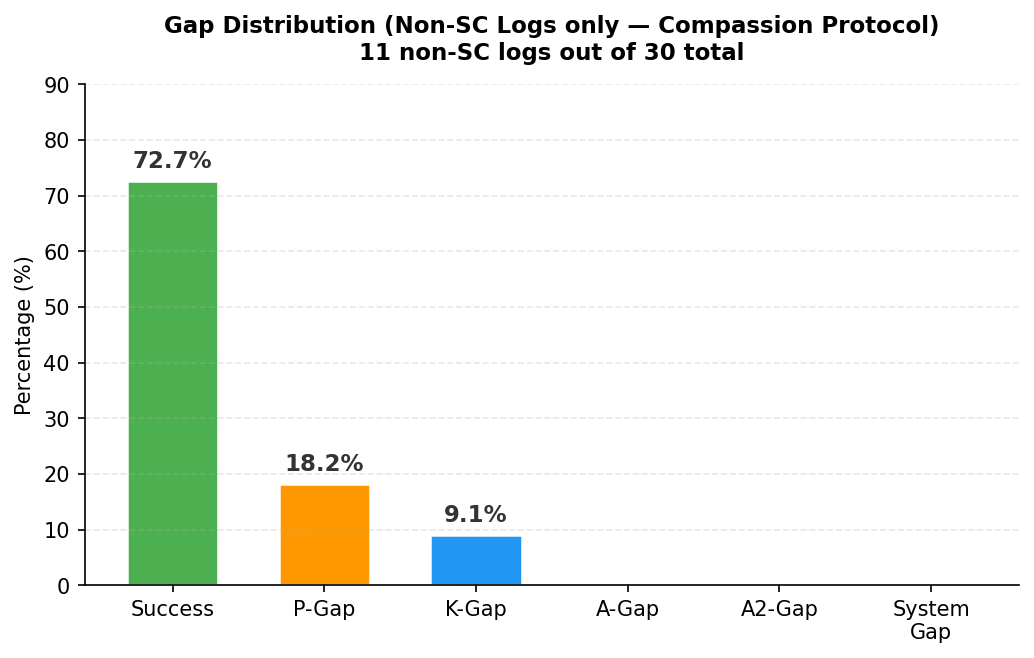 Gap Distribution (Non-SC Logs only — Compassion Protocol)
11 non-SC logs out of 30 total
Percentage (%)
90
80
70
60
50
40
30
20
10
0
72.7%
18.2%
9.1%
Success
P-Gap
K-Gap
A-Gap
A2-Gap
System
Gap